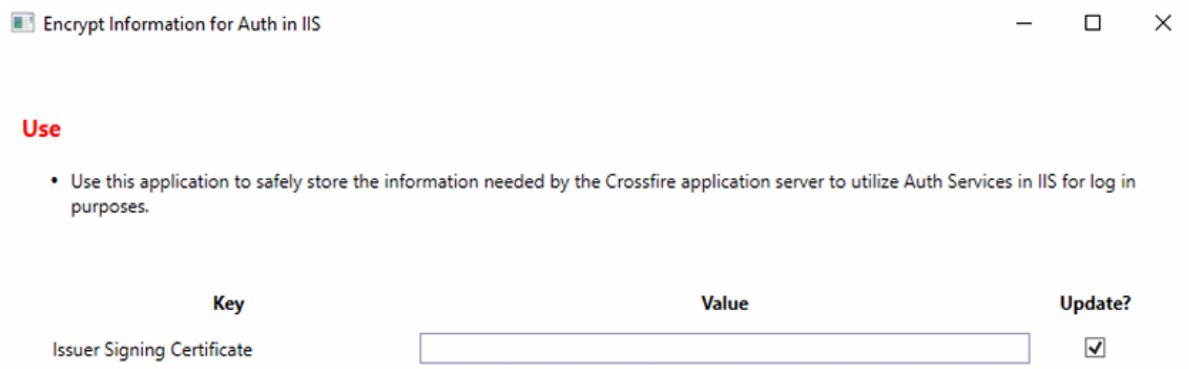 Encrypt Information for Auth in IIS
Use
• Use this application to safely store the information needed by the Crossfire application server to utilize Auth Services in IIS for log in
purposes.
Key Value Update?
Issuer Signing Certificate